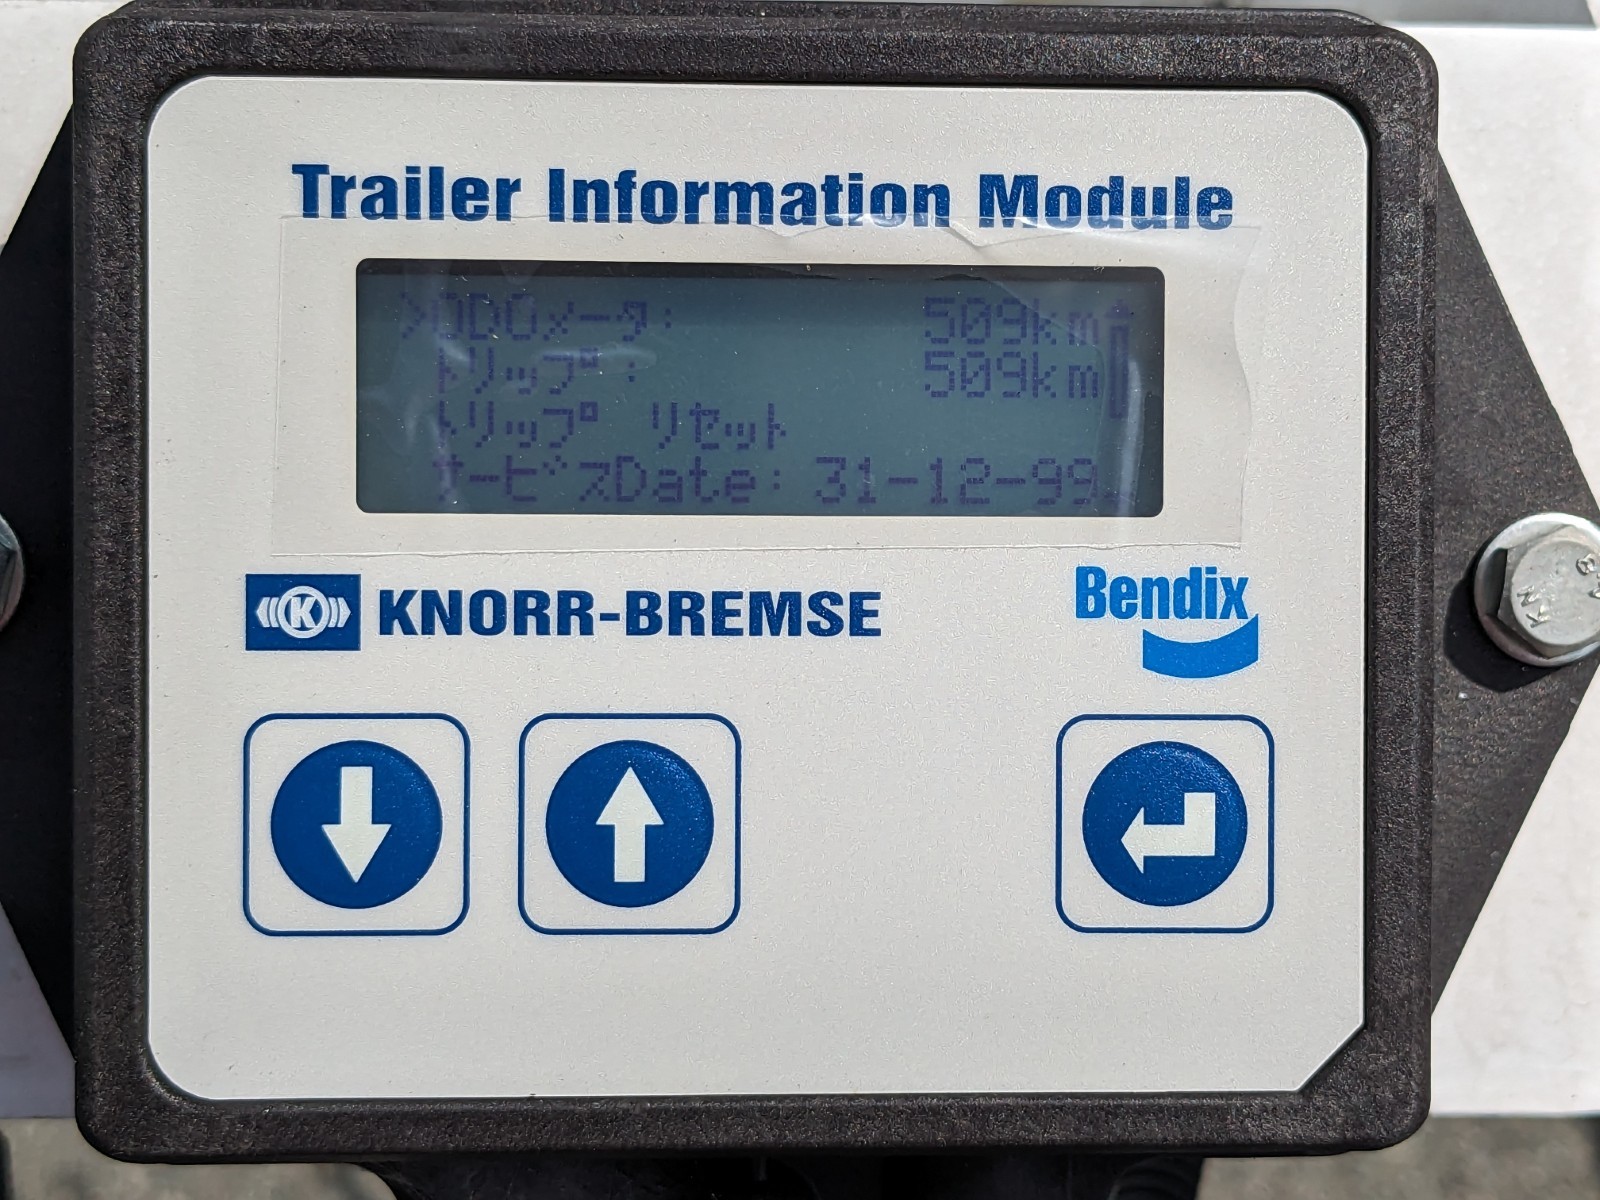 Trailer Information Module
>ODOメータ: 509km
トリップ: 509km
トリップ リセット
サービスDate: 31-12-99
K KNORR-BREMSE
Bendix
KN